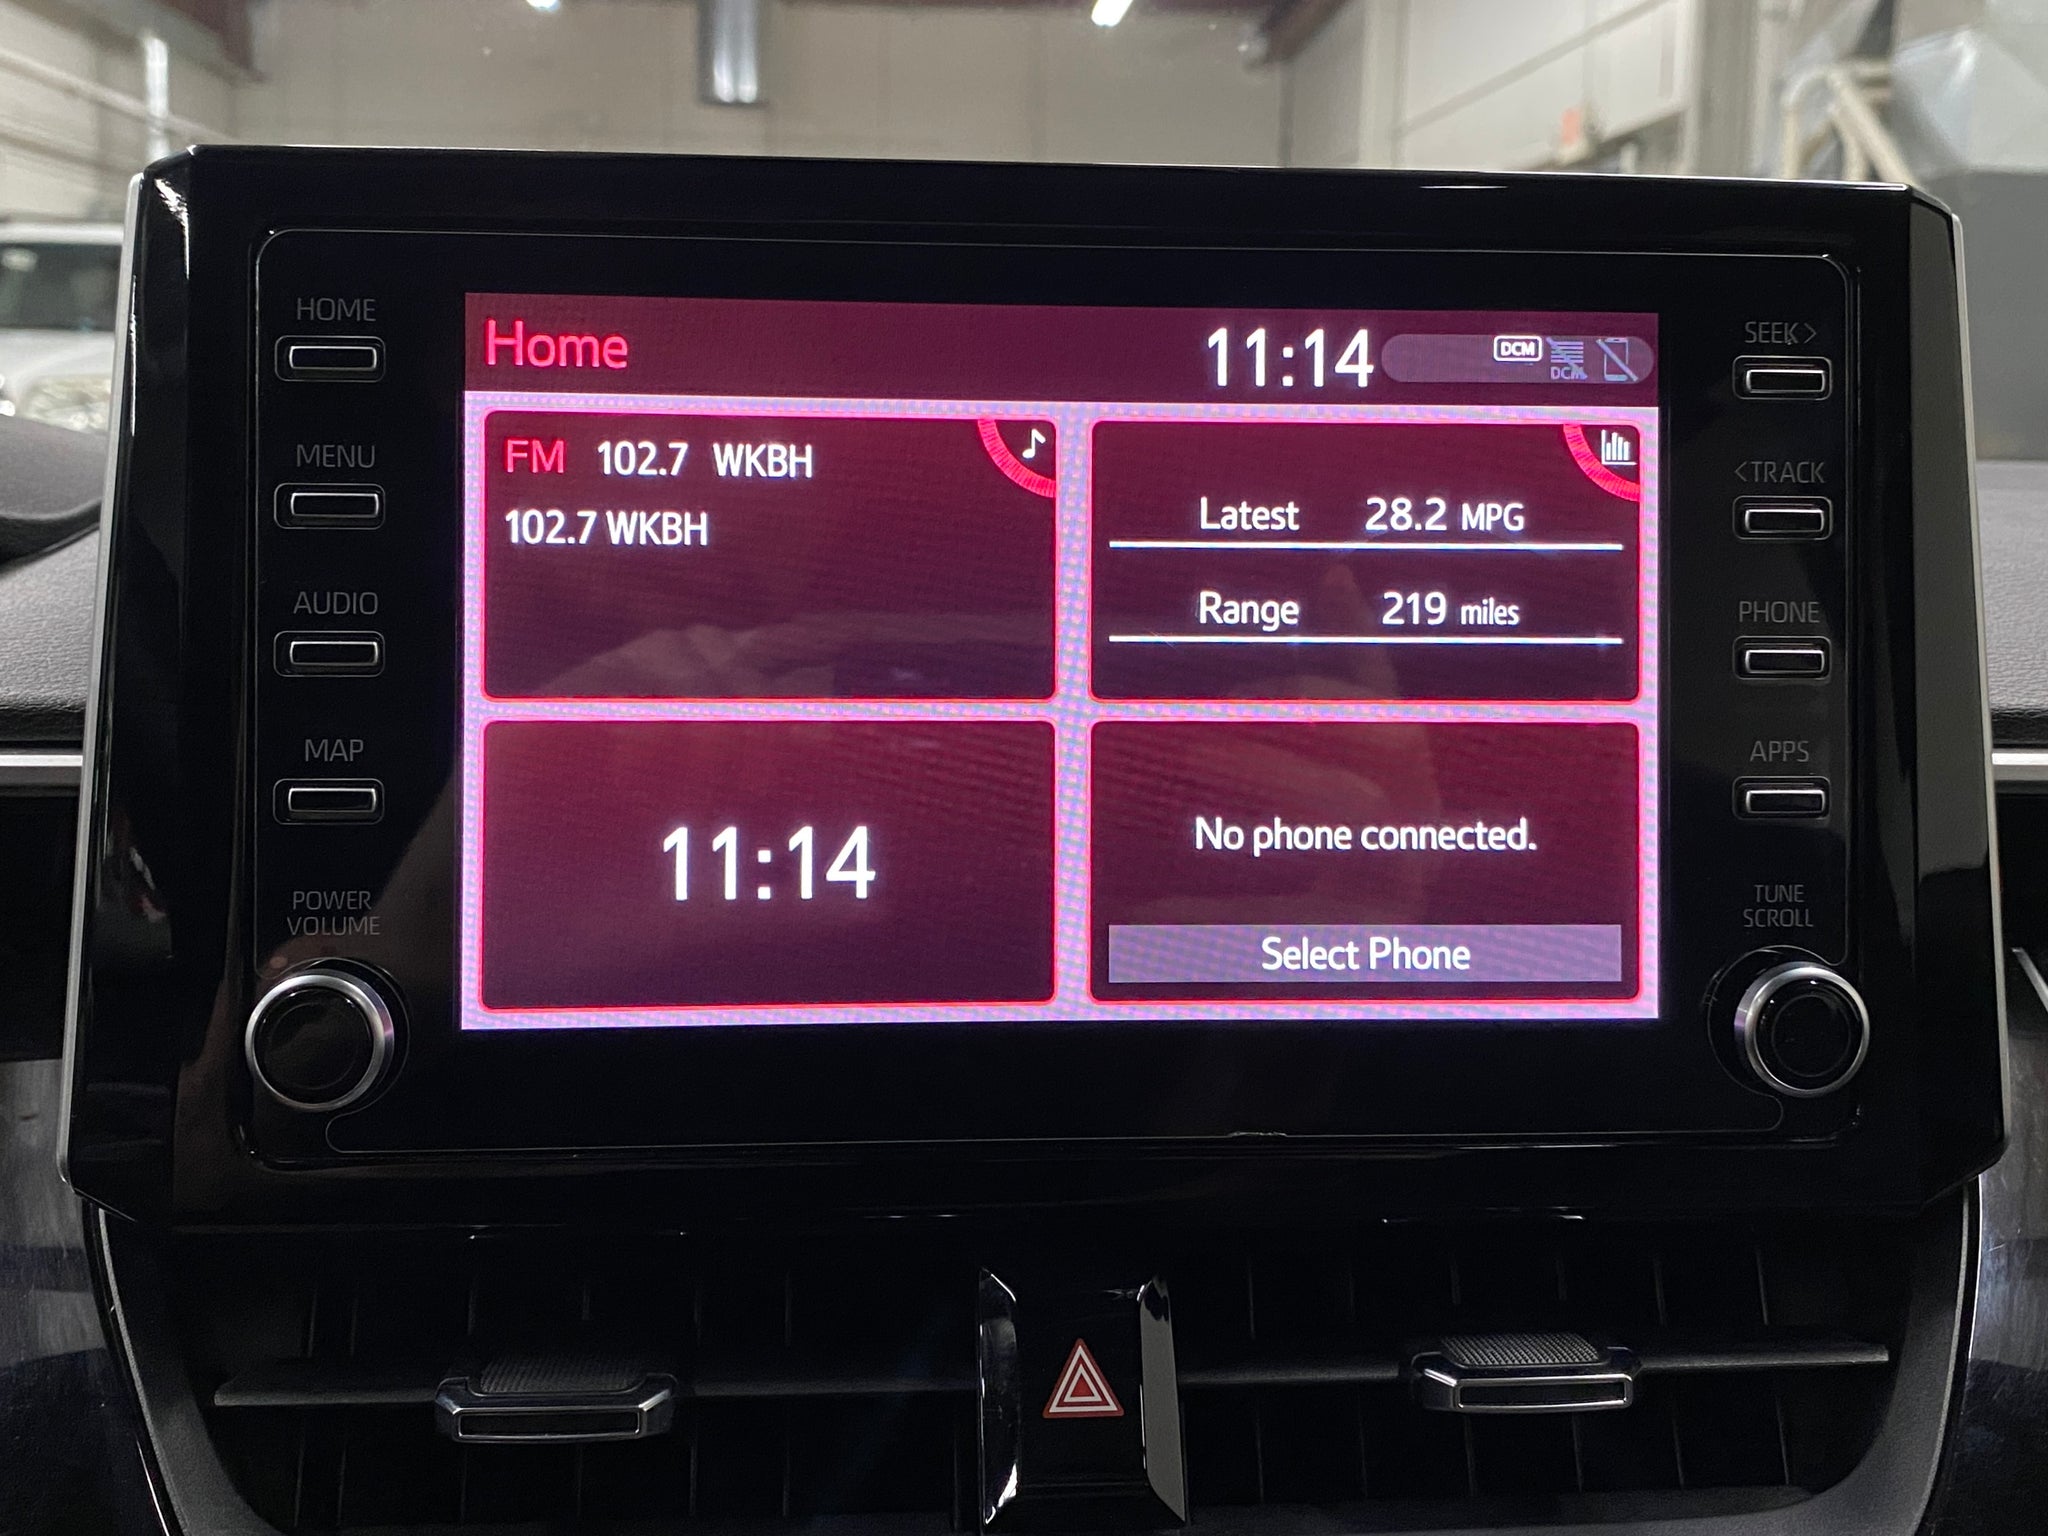 HOME
MENU
AUDIO
MAP
POWER
VOLUME
Home
11:14
DCM
DCM
FM 102.7 WKBH
102.7 WKBH
Latest 28.2 MPG
Range 219 miles
11:14
No phone connected.
Select Phone
SEEK>
<TRACK
PHONE
APPS
TUNE
SCROLL